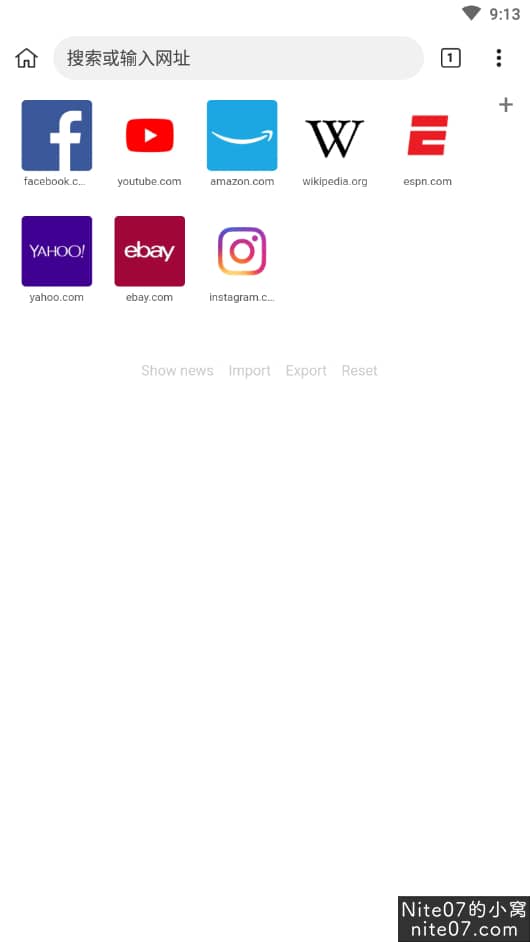 9:13
搜索或输入网址
1
f
W
E
facebook.c...
youtube.com
amazon.com
wikipedia.org
espn.com
YAHOO!
ebay
yahoo.com
ebay.com
instagram.c...
Show news Import Export Reset
Nite07的小窝
nite07.com